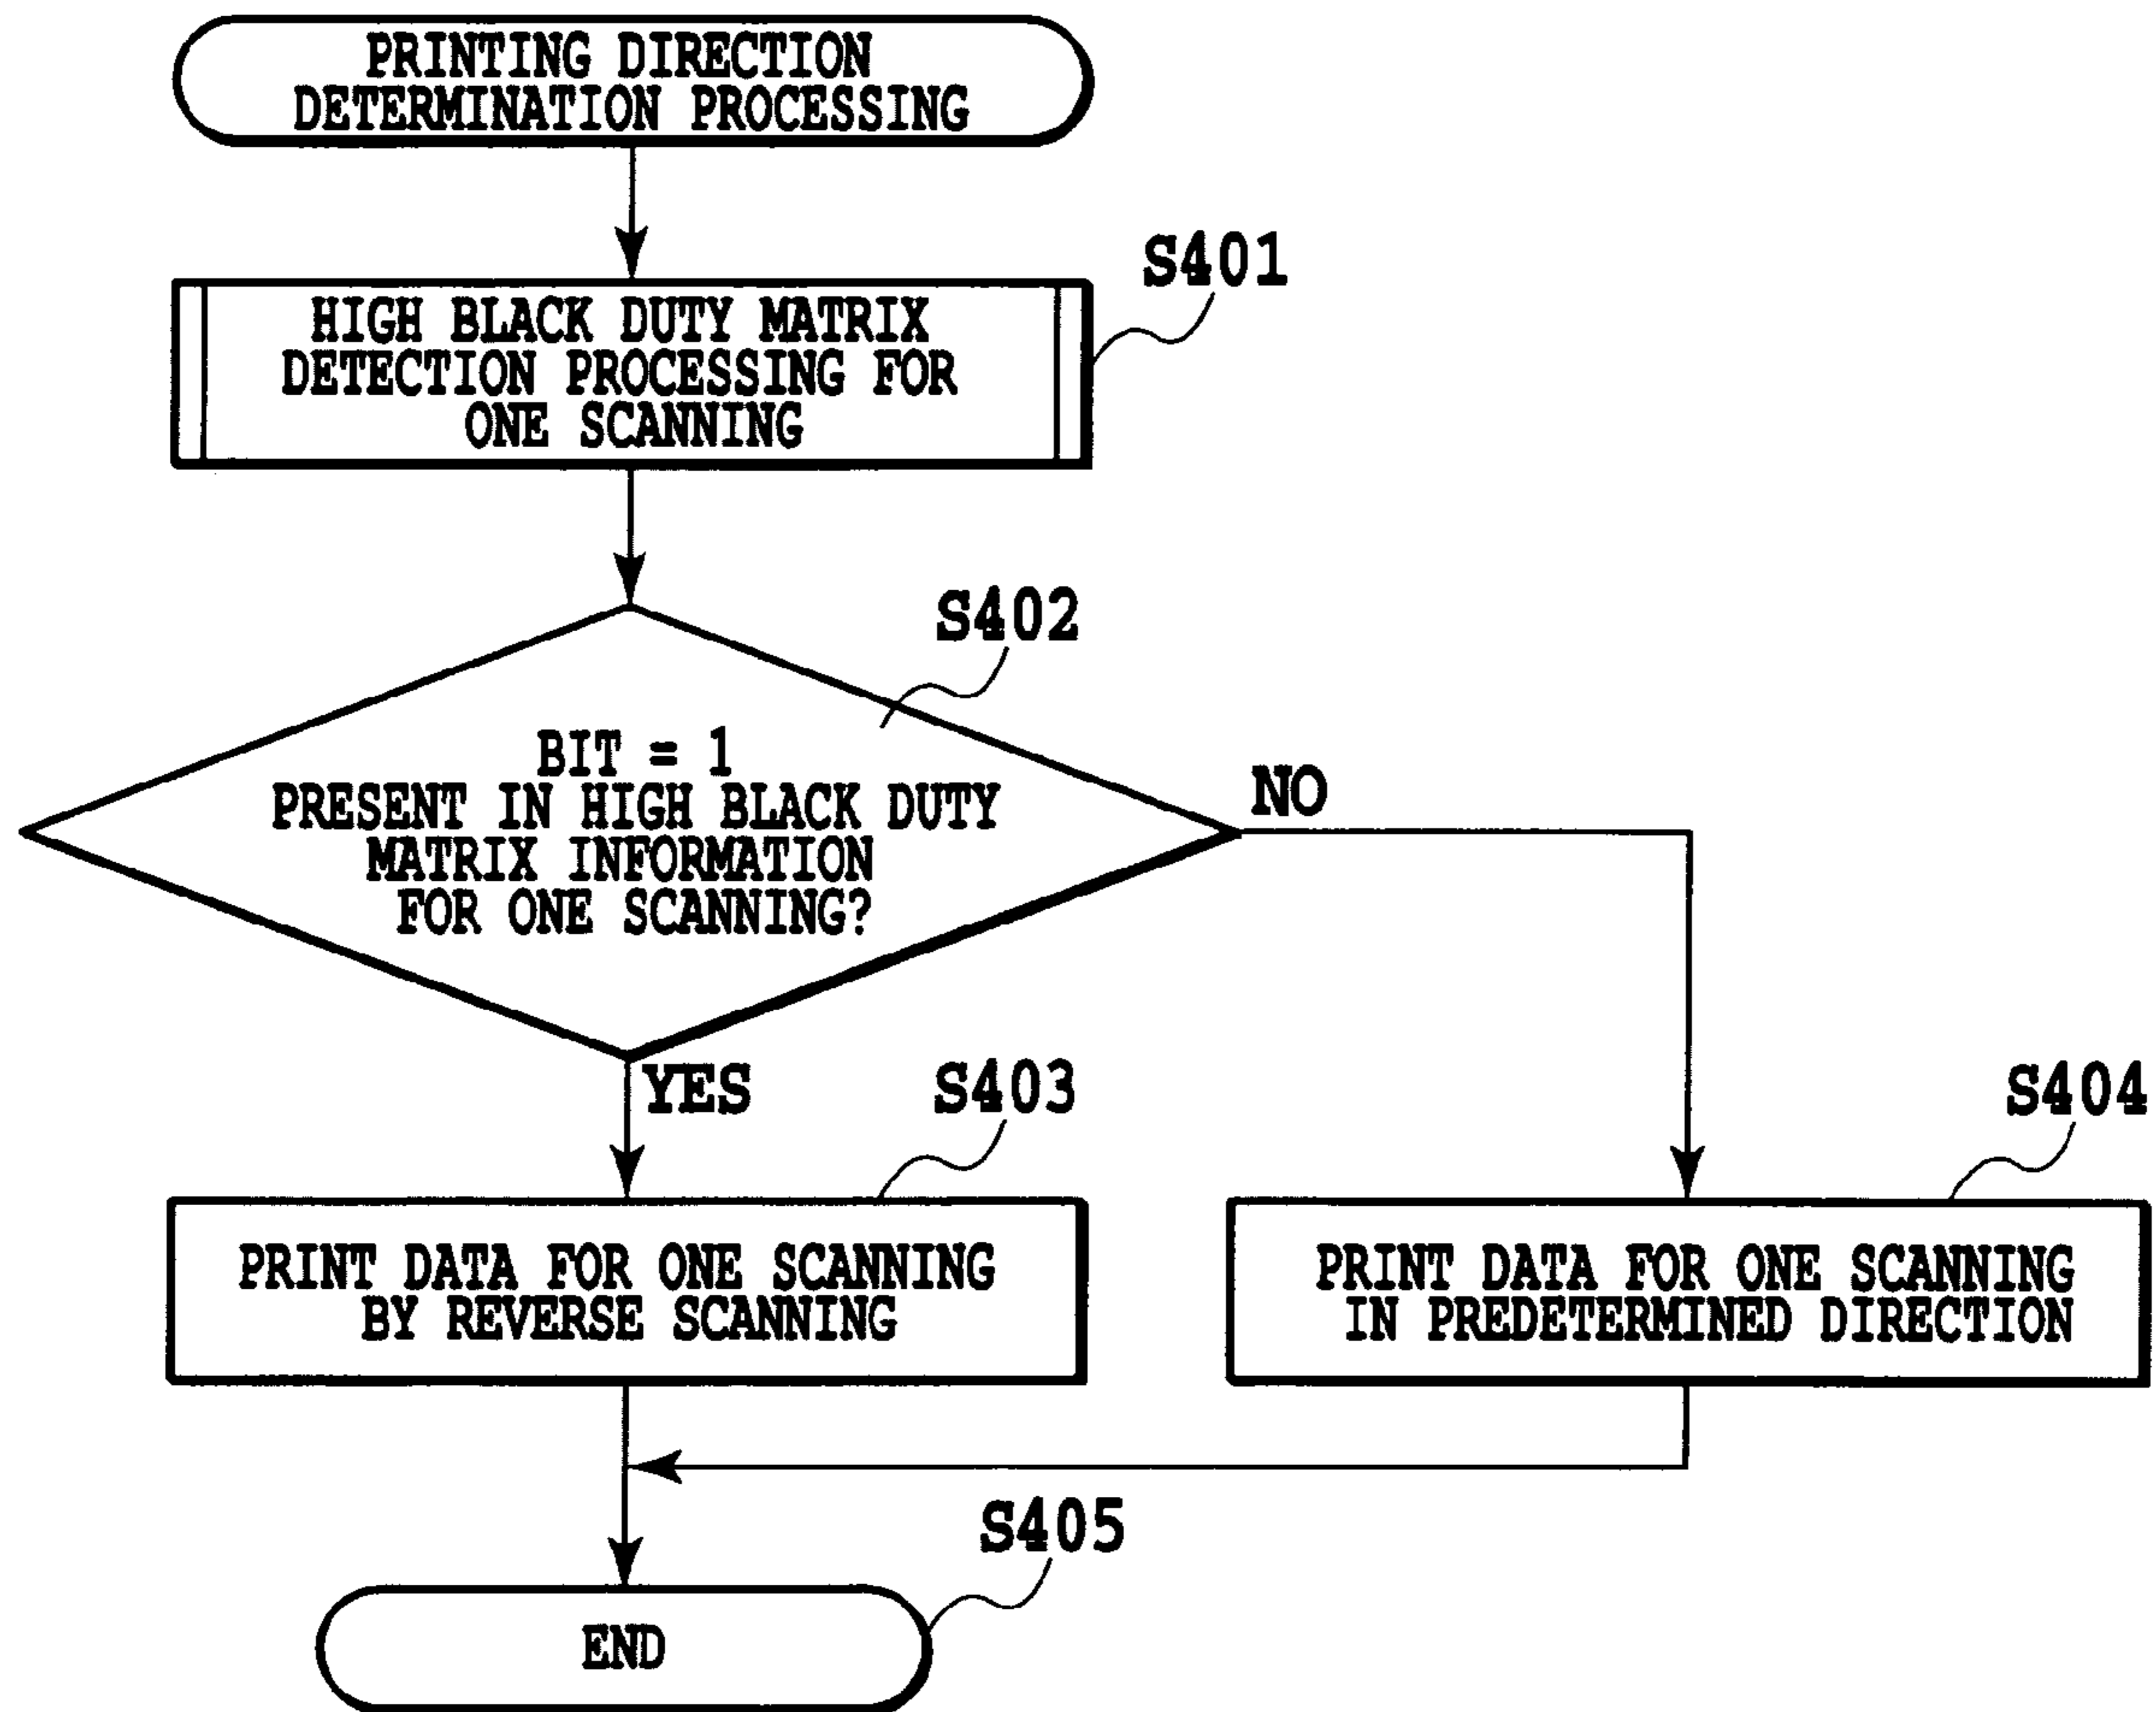 PRINTING DIRECTION
DETERMINATION PROCESSING
S401
HIGH BLACK DUTY MATRIX
DETECTION PROCESSING FOR
ONE SCANNING
S402
BIT = 1
PRESENT IN HIGH BLACK DUTY
MATRIX INFORMATION
FOR ONE SCANNING?
NO
YES
S403
S404
PRINT DATA FOR ONE SCANNING
BY REVERSE SCANNING
PRINT DATA FOR ONE SCANNING
IN PREDETERMINED DIRECTION
S405
END